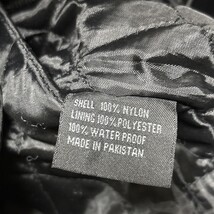 SHELL 100% NYLON
LINING 100% POLYESTER
100% WATER PROOF
MADE IN PAKISTAN